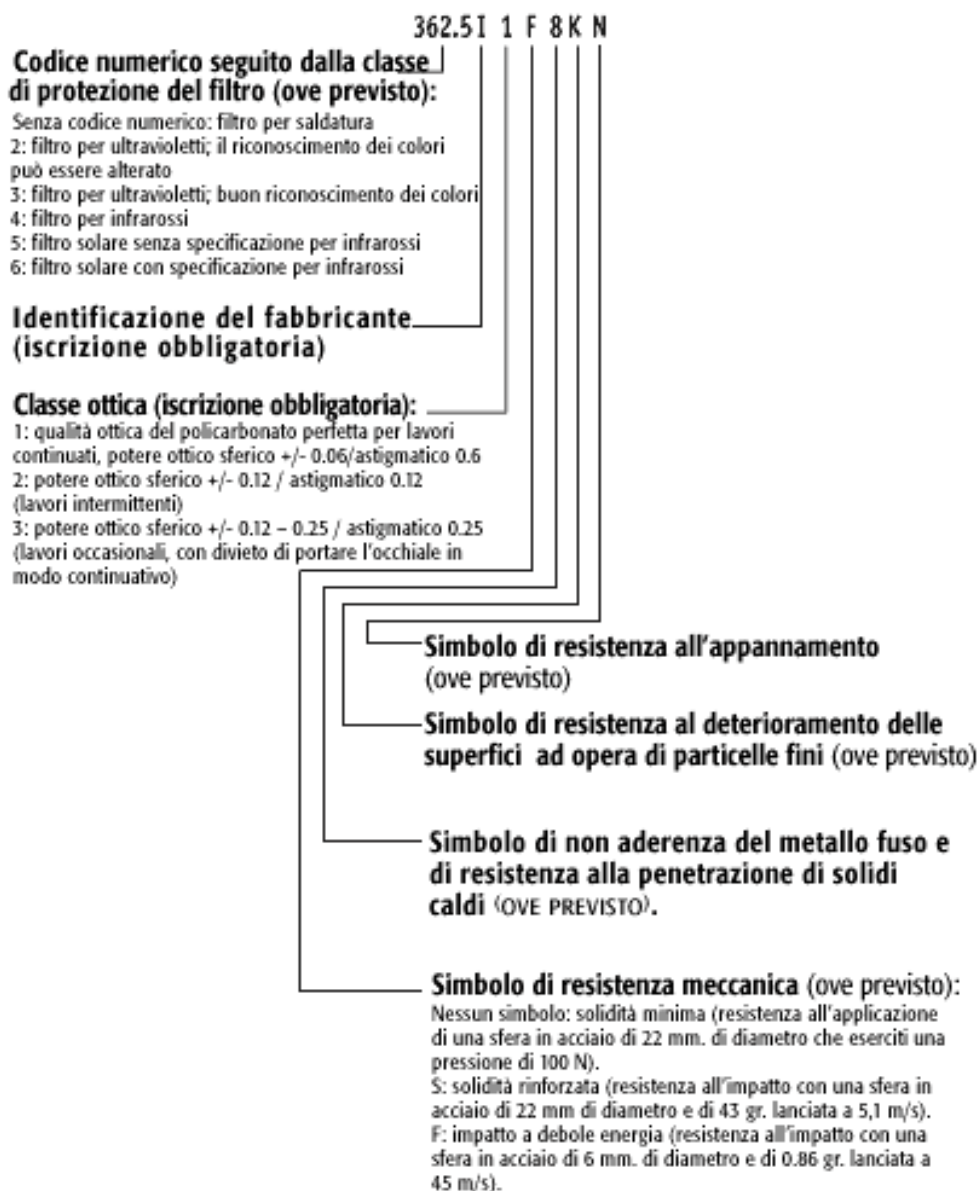 362.5I 1 F 8K N
Codice numerico seguito dalla classe
di protezione del filtro (ove previsto):
Senza codice numerico: filtro per saldatura
2: filtro per ultravioletti; il riconoscimento dei colori
può essere alterato
3: filtro per ultravioletti; buon riconoscimento dei colori
4: filtro per infrarossi
5: filtro solare senza specificazione per infrarossi
6: filtro solare con specificazione per infrarossi
Identificazione del fabbricante
(iscrizione obbligatoria)
Classe ottica (iscrizione obbligatoria):
1: qualità ottica del policarbonato perfetta per lavori
continuati, potere ottico sferico +/- 0.06/astigmatico 0.6
2: potere ottico sferico +/- 0.12 / astigmatico 0.12
(lavori intermittenti)
3: potere ottico sferico +/- 0.12 – 0.25 / astigmatico 0.25
(lavori occasionali, con divieto di portare l'occhiale in
modo continuativo)
Simbolo di resistenza all'appannamento
(ove previsto)
Simbolo di resistenza al deterioramento delle
superfici ad opera di particelle fini (ove previsto)
Simbolo di non aderenza del metallo fuso e
di resistenza alla penetrazione di solidi
caldi (OVE PREVISTO).
Simbolo di resistenza meccanica (ove previsto):
Nessun simbolo: solidità minima (resistenza all'applicazione
di una sfera in acciaio di 22 mm. di diametro che eserciti una
pressione di 100 N).
S: solidità rinforzata (resistenza all'impatto con una sfera in
acciaio di 22 mm di diametro e di 43 gr. lanciata a 5,1 m/s).
F: impatto a debole energia (resistenza all'impatto con una
sfera in acciaio di 6 mm. di diametro e di 0.86 gr. lanciata a
45 m/s).